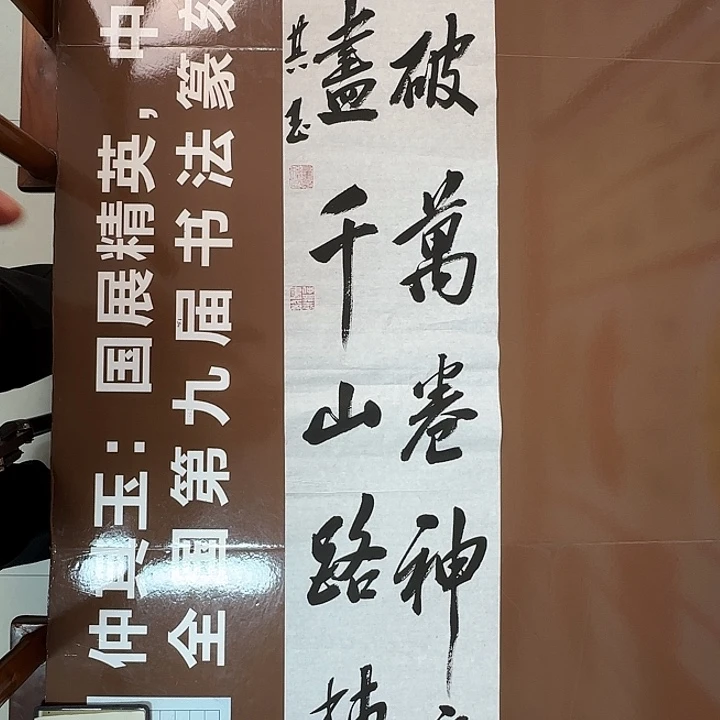 破萬卷神
盡千山路
其玉
仲其玉：国展精英，中
全国第九届书法篆刻